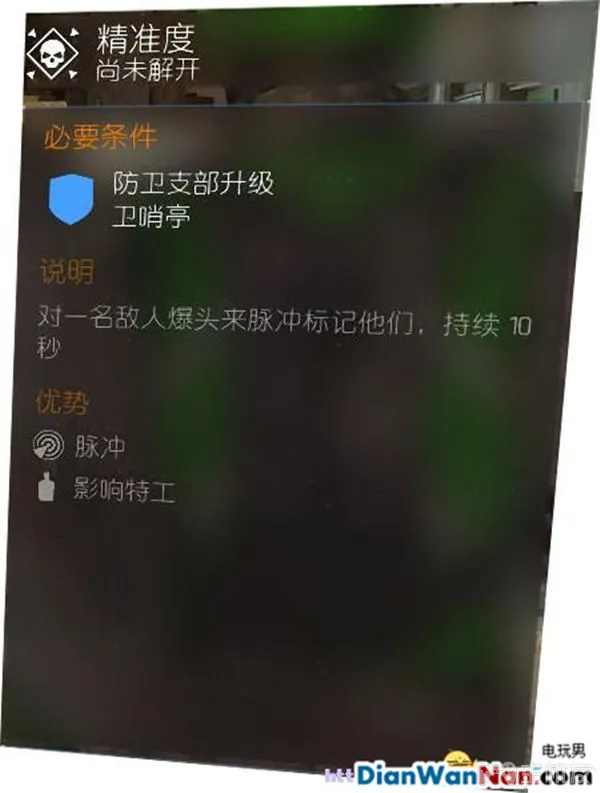 精准度
尚未解开
必要条件
防卫支部升级
卫哨亭
说明
对一名敌人爆头来脉冲标记他们，持续 10
秒
优势
脉冲
影响特工
电玩男
DianWanNan.com